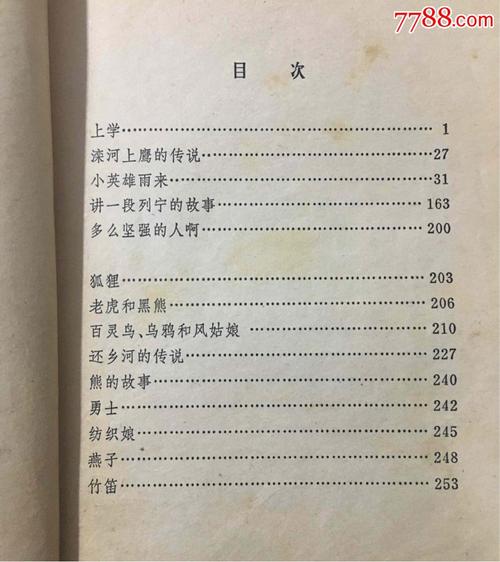 7788.com
目 次
上学……………………………………1
滦河上鹰的传说……………………………27
小英雄雨来……………………………31
讲一段列宁的故事……………………………163
多么坚强的人啊……………………………200
狐狸……………………………203
老虎和黑熊……………………………206
百灵鸟、乌鸦和风姑娘……………………………210
还乡河的传说……………………………227
熊的故事……………………………240
勇士……………………………242
纺织娘……………………………245
燕子……………………………248
竹笛……………………………253